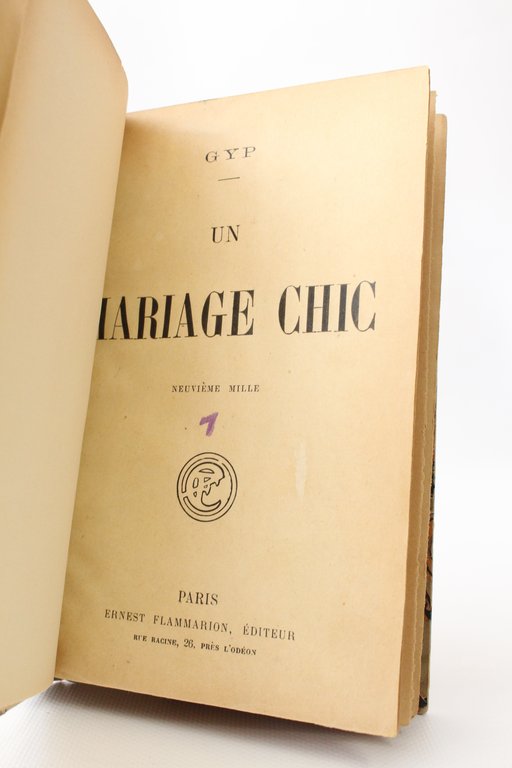 GYP
UN
MARIAGE CHIC
NEUVIÈME MILLE
7
PARIS
ERNEST FLAMMARION, ÉDITEUR
RUE RACINE, 26, PRÈS L'ODÉON